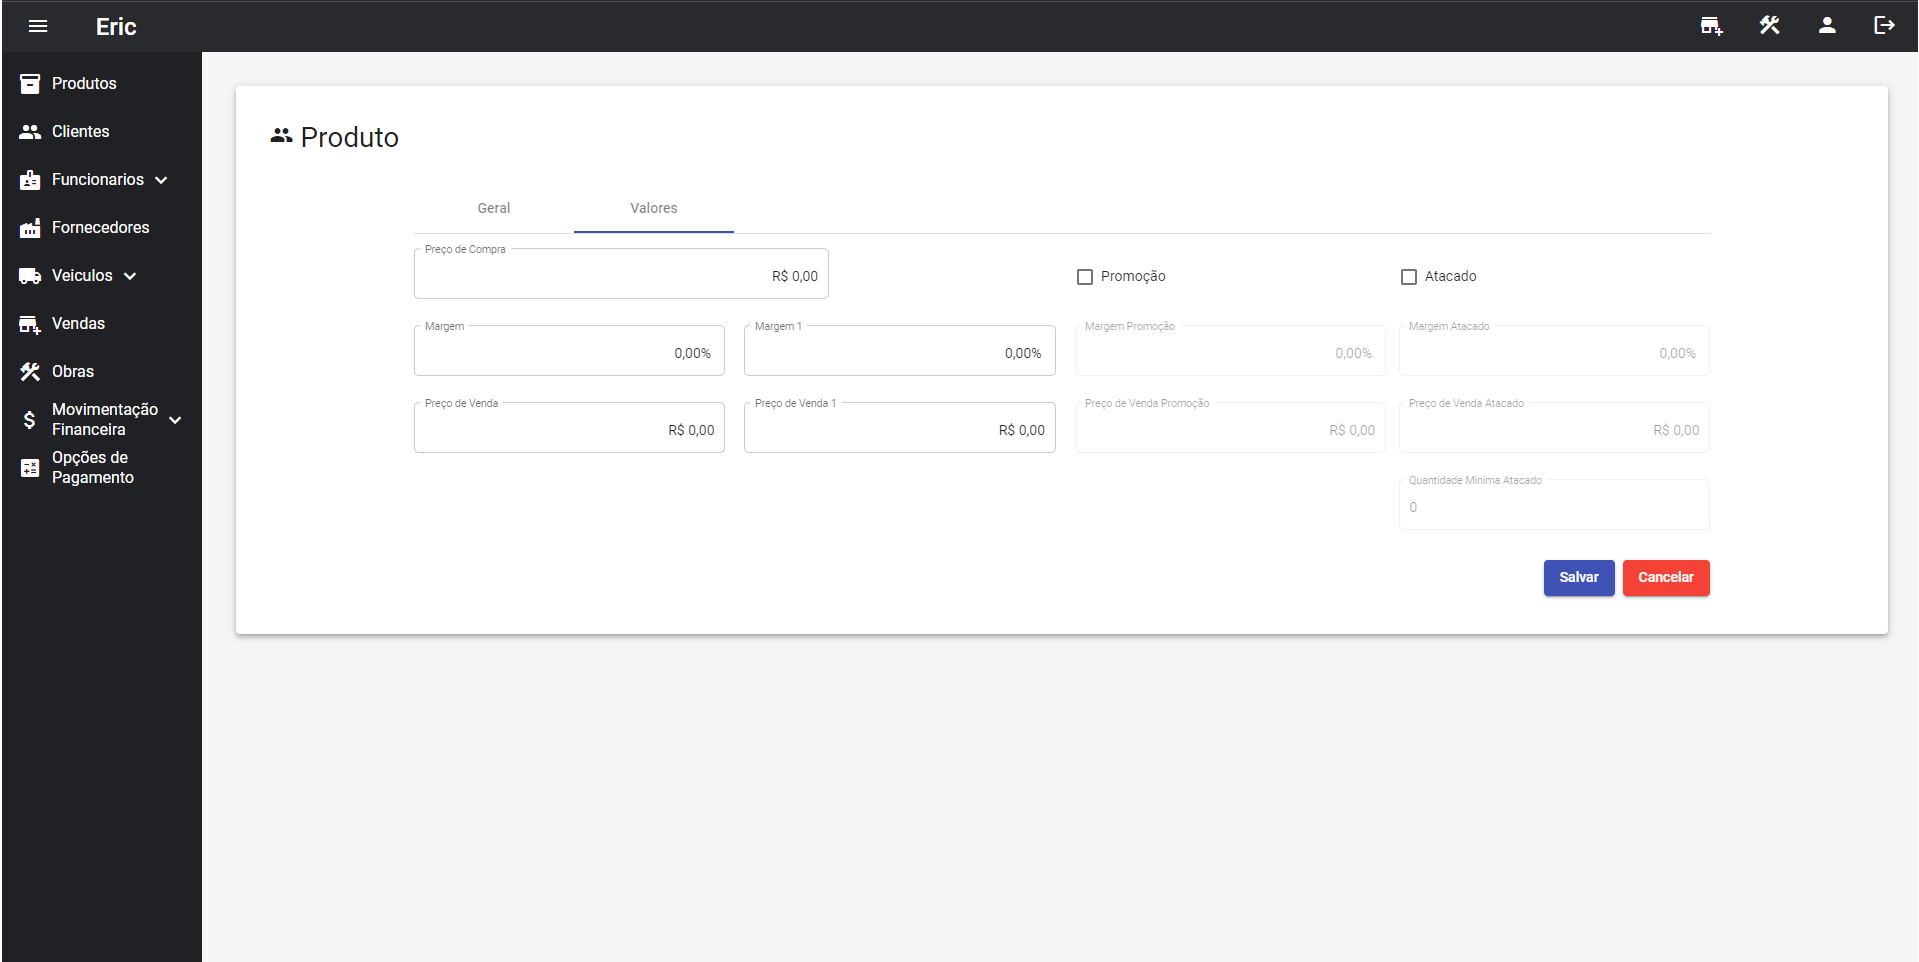 Eric
Produtos
Clientes
Funcionarios
Fornecedores
Veiculos
Vendas
Obras
Movimentação
Financeira
Opções de
Pagamento
Produto
Geral Valores
Preço de Compra
R$ 0,00
Promoção
Atacado
Margem Margem 1 Margem Promoção Margem Atacado
0,00% 0,00% 0,00% 0,00%
Preço de Venda Preço de Venda 1 Preço de Venda Promoção Preço de Venda Atacado
R$ 0,00 R$ 0,00 R$ 0,00 R$ 0,00
Quantidade Minima Atacado
0
Salvar Cancelar